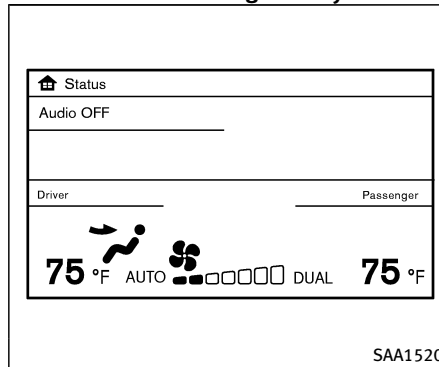 Status
Audio OFF
Driver Passenger
75 °F AUTO DUAL 75 °F
SAA1520